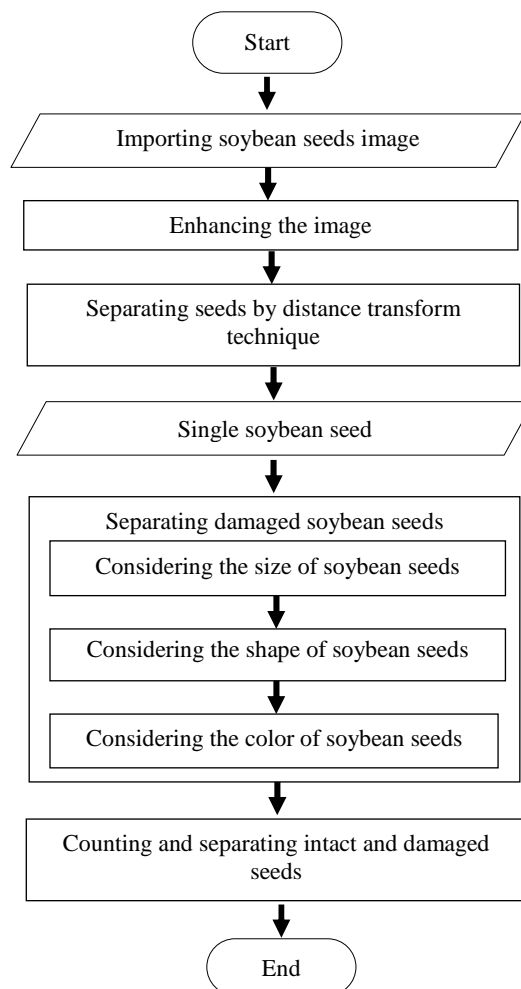 Start
Importing soybean seeds image
Enhancing the image
Separating seeds by distance transform
technique
Single soybean seed
Separating damaged soybean seeds
Considering the size of soybean seeds
Considering the shape of soybean seeds
Considering the color of soybean seeds
Counting and separating intact and damaged
seeds
End